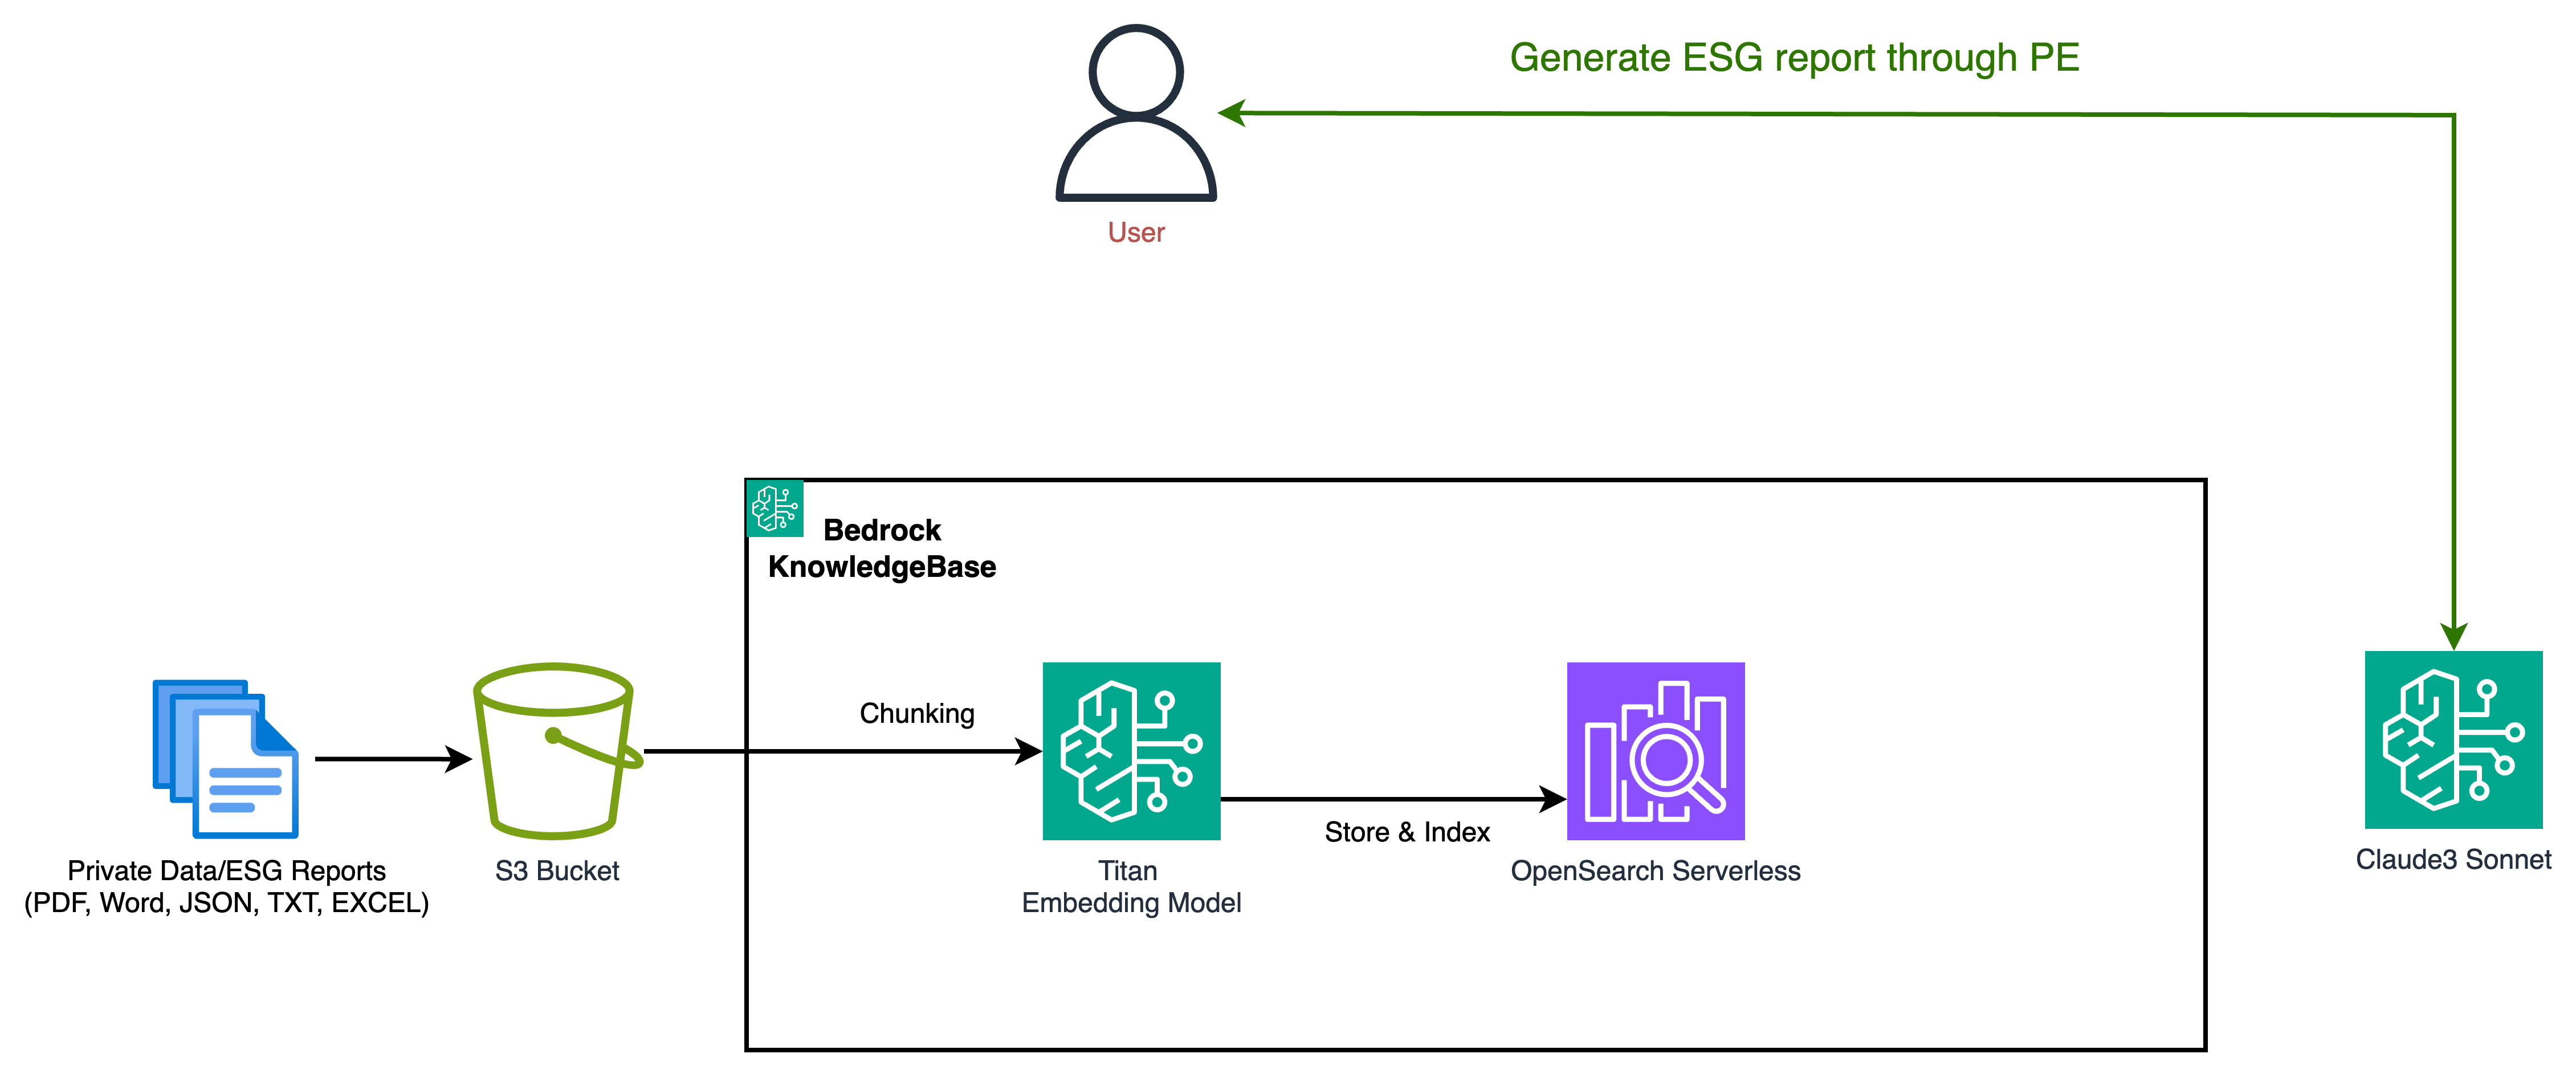 Generate ESG report through PE
User
Bedrock
KnowledgeBase
Chunking
Store & Index
Private Data/ESG Reports
(PDF, Word, JSON, TXT, EXCEL)
S3 Bucket
Titan
Embedding Model
OpenSearch Serverless
Claude3 Sonnet